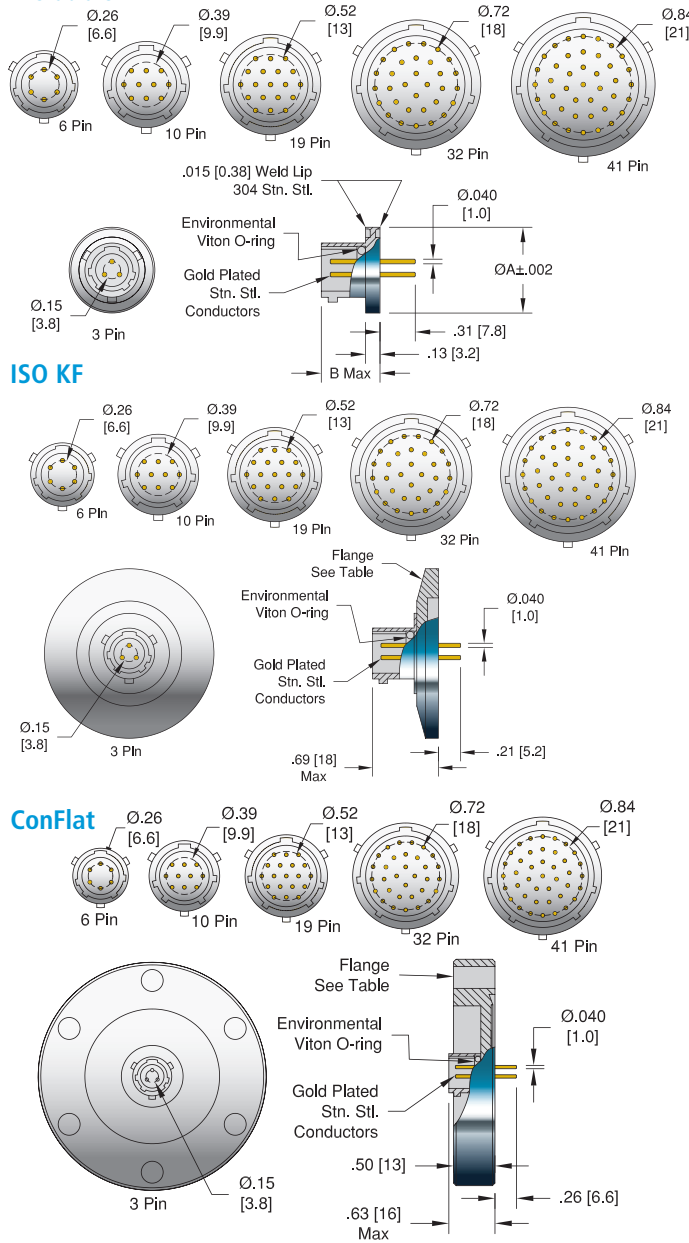 Ø.26
[6.6]
Ø.39
[9.9]
Ø.52
[13]
Ø.72
[18]
Ø.84
[21]
6 Pin
10 Pin
19 Pin
32 Pin
41 Pin
.015 [0.38] Weld Lip
304 Stn. Stl.
Ø.040
[1.0]
Environmental
Viton O-ring
Gold Plated
Stn. Stl.
Conductors
ØA±.002
Ø.15
[3.8]
3 Pin
.31 [7.8]
.13 [3.2]
B Max
ISO KF
Ø.26
[6.6]
Ø.39
[9.9]
Ø.52
[13]
Ø.72
[18]
Ø.84
[21]
6 Pin
10 Pin
19 Pin
32 Pin
41 Pin
Flange
See Table
Environmental
Viton O-ring
Ø.040
[1.0]
Gold Plated
Stn. Stl.
Conductors
Ø.15
[3.8]
3 Pin
.69 [18]
Max
.21 [5.2]
ConFlat
Ø.26
[6.6]
Ø.39
[9.9]
Ø.52
[13]
Ø.72
[18]
Ø.84
[21]
6 Pin
10 Pin
19 Pin
32 Pin
41 Pin
Flange
See Table
Environmental
Viton O-ring
Ø.040
[1.0]
Gold Plated
Stn. Stl.
Conductors
.50 [13]
Ø.15
[3.8]
3 Pin
.26 [6.6]
.63 [16]
Max